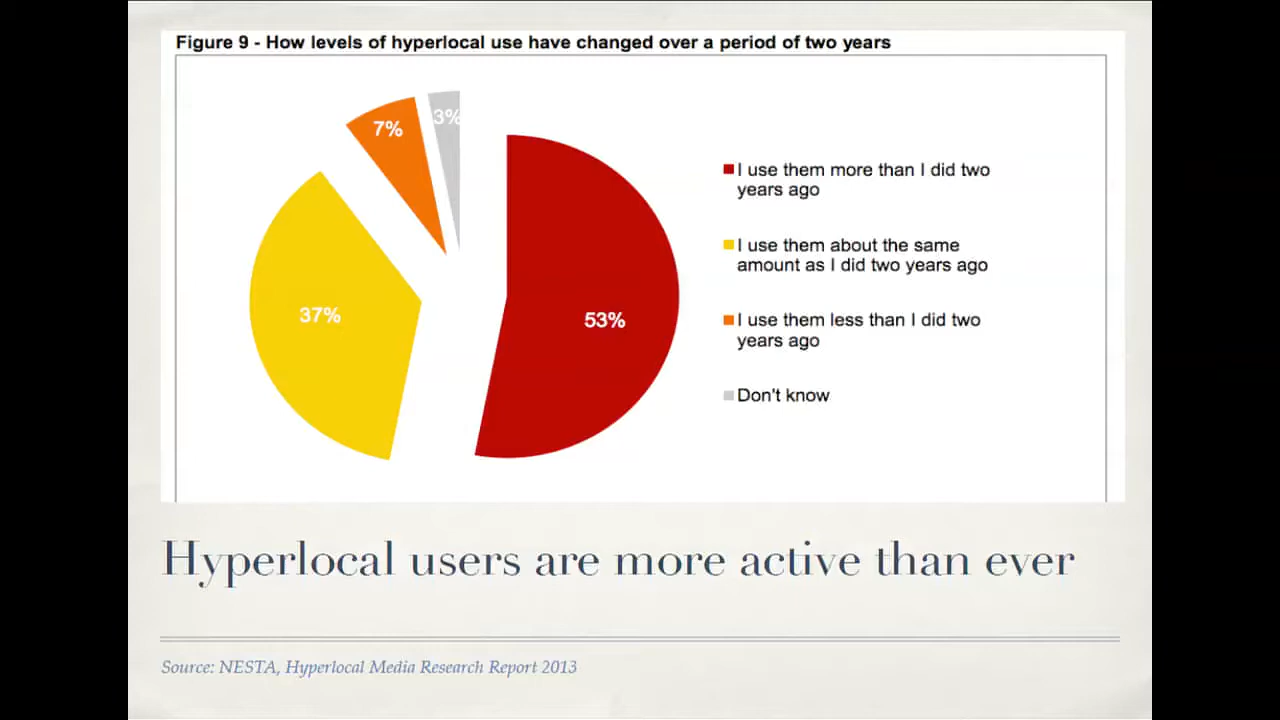 Figure 9 - How levels of hyperlocal use have changed over a period of two years
3%
7%
37%
53%
I use them more than I did two
years ago
I use them about the same
amount as I did two years ago
I use them less than I did two
years ago
Don't know
Hyperlocal users are more active than ever
Source: NESTA, Hyperlocal Media Research Report 2013